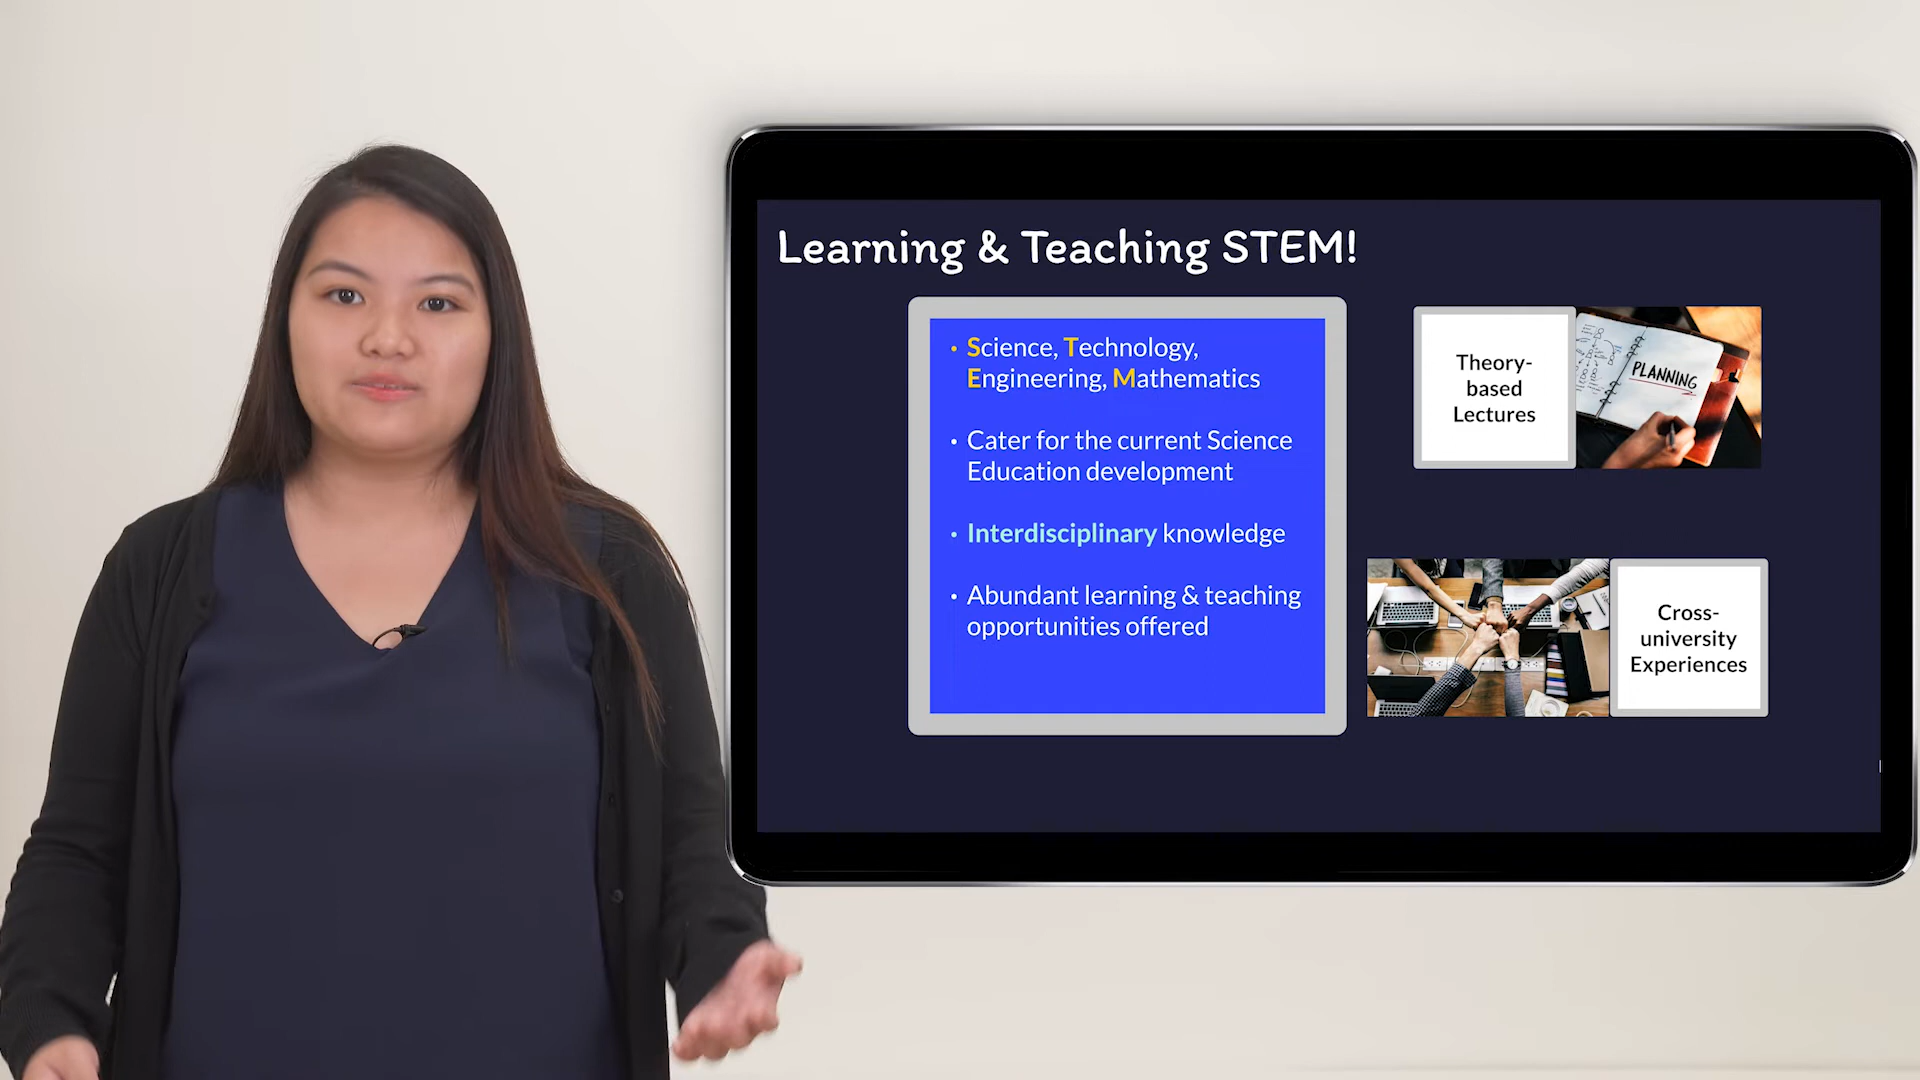 Learning & Teaching STEM!
• Science, Technology,
Engineering, Mathematics
• Cater for the current Science
Education development
• Interdisciplinary knowledge
• Abundant learning & teaching
opportunities offered
Theory-
based
Lectures
PLANNING
Cross-
university
Experiences